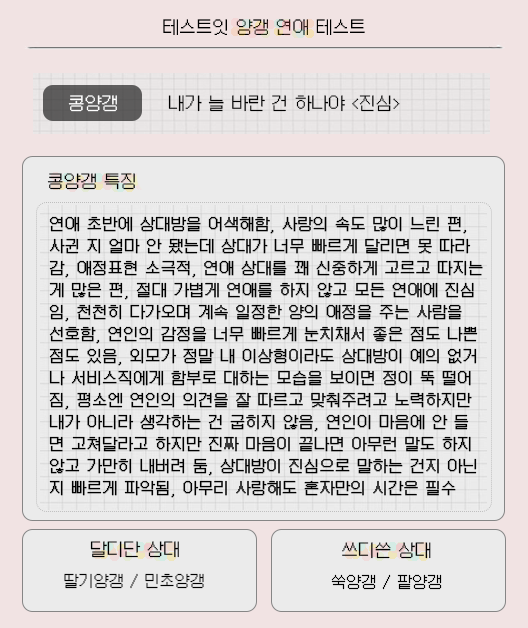 테스트잇 양갱 연애 테스트
콩양갱
내가 늘 바란 건 하나야 <진심>
콩양갱 특징
연애 초반에 상대방을 어색해함, 사랑의 속도 많이 느린 편,
사귄 지 얼마 안 됐는데 상대가 너무 빠르게 달리면 못 따라
감, 애정표현 소극적, 연애 상대를 꽤 신중하게 고르고 따지는
게 많은 편, 절대 가볍게 연애를 하지 않고 모든 연애에 진심
임, 천천히 다가오며 계속 일정한 양의 애정을 주는 사람을
선호함, 연인의 감정을 너무 빠르게 눈치채서 좋은 점도 나쁜
점도 있음, 외모가 정말 내 이상형이라도 상대방이 예의 없거
나 서비스직에게 함부로 대하는 모습을 보이면 정이 뚝 떨어
짐, 평소엔 연인의 의견을 잘 따르고 맞춰주려고 노력하지만
내가 아니라 생각하는 건 굽히지 않음, 연인이 마음에 안 들
면 고쳐달라고 하지만 진짜 마음이 끝나면 아무런 말도 하지
않고 가만히 내버려 둠, 상대방이 진심으로 말하는 건지 아닌
지 빠르게 파악됨, 아무리 사랑해도 혼자만의 시간은 필수
달디단 상대
딸기양갱 / 민초양갱
쓰디쓴 상대
쑥양갱 / 팥양갱